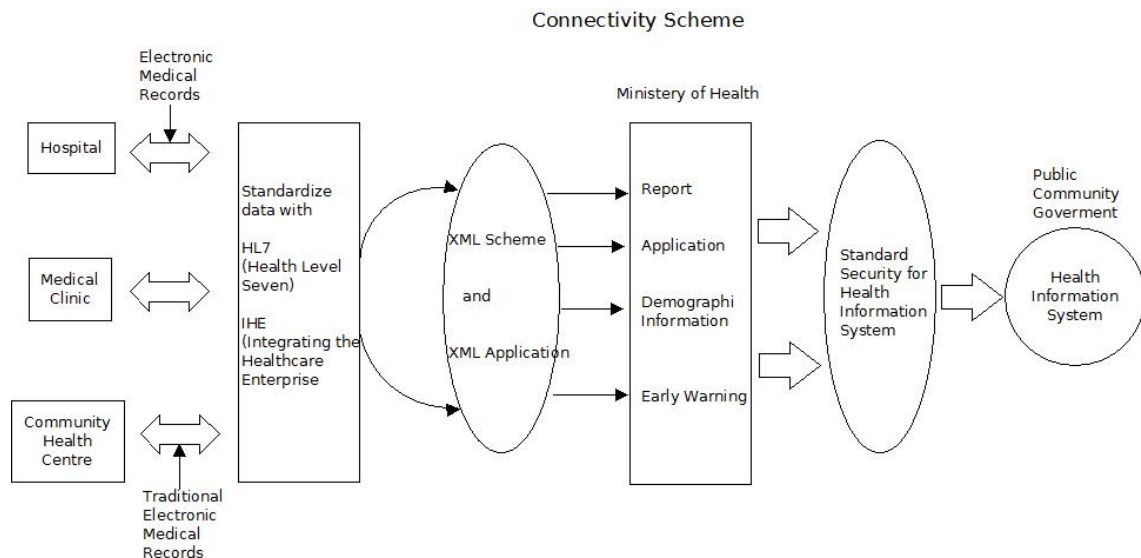 Connectivity Scheme
Electronic
Medical
Records
Hospital
Medical
Clinic
Community
Health
Centre
Traditional
Electronic
Medical
Records
Standardize
data with
HL7
(Health Level
Seven)
IHE
(Integrating the
Healthcare
Enterprise
XML Scheme
and
XML Application
Ministery of Health
Report
Application
Demographi
Information
Early Warning
Standard
Security for
Health
Information
System
Public
Community
Goverment
Health
Information
System